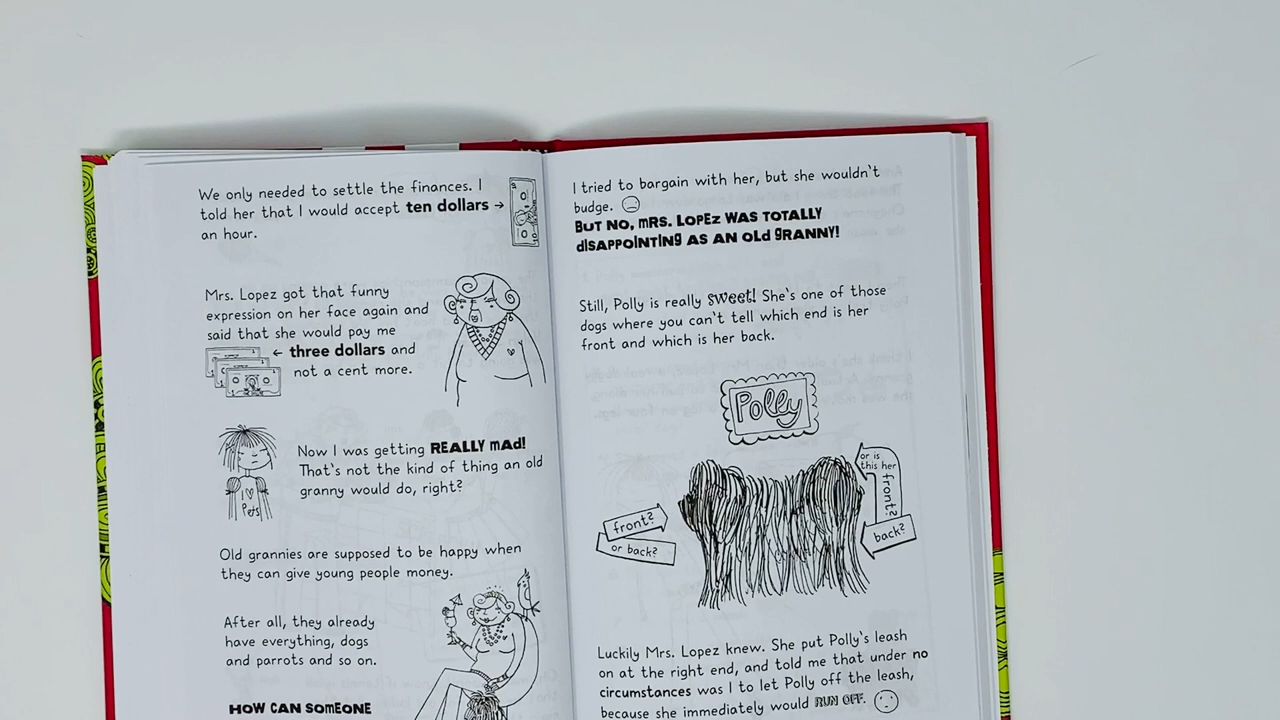 We only needed to settle the finances. I
told her that I would accept ten dollars →
an hour.
Mrs. Lopez got that funny
expression on her face again and
said that she would pay me
← three dollars and
not a cent more.
Now I was getting REALLY mAd!
That's not the kind of thing an old
granny would do, right?
I ♡
Pets
Old grannies are supposed to be happy when
they can give young people money.
After all, they already
have everything, dogs
and parrots and so on.
HOW CAN SOMEONE
I tried to bargain with her, but she wouldn't
budge.
BUT NO, mRS. LOPEZ WAS TOTALLY
dISAPPOINTING AS AN OLd gRANNY!
Still, Polly is really sweet! She's one of those
dogs where you can't tell which end is her
front and which is her back.
Polly
front?
or back?
or is
this her
front?
back?
Luckily Mrs. Lopez knew. She put Polly's leash
on at the right end, and told me that under no
circumstances was I to let Polly off the leash,
because she immediately would RUN OFF.